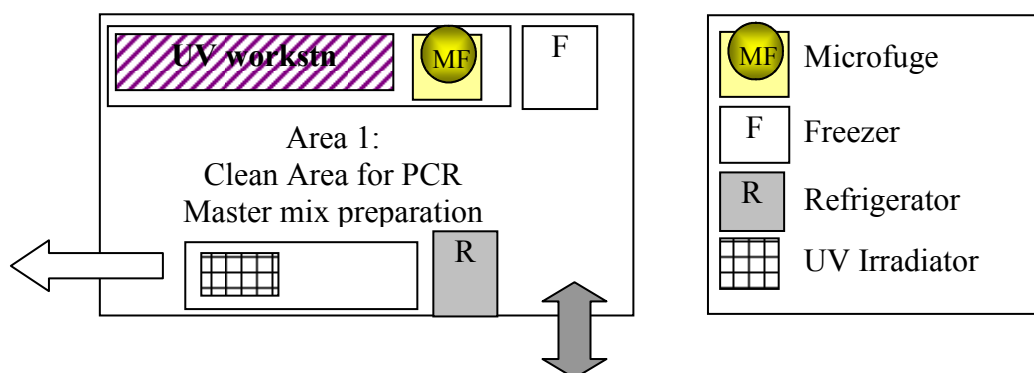 UV workstn
MF
F
Area 1:
Clean Area for PCR
Master mix preparation
R
MF Microfuge
F Freezer
R Refrigerator
UV Irradiator